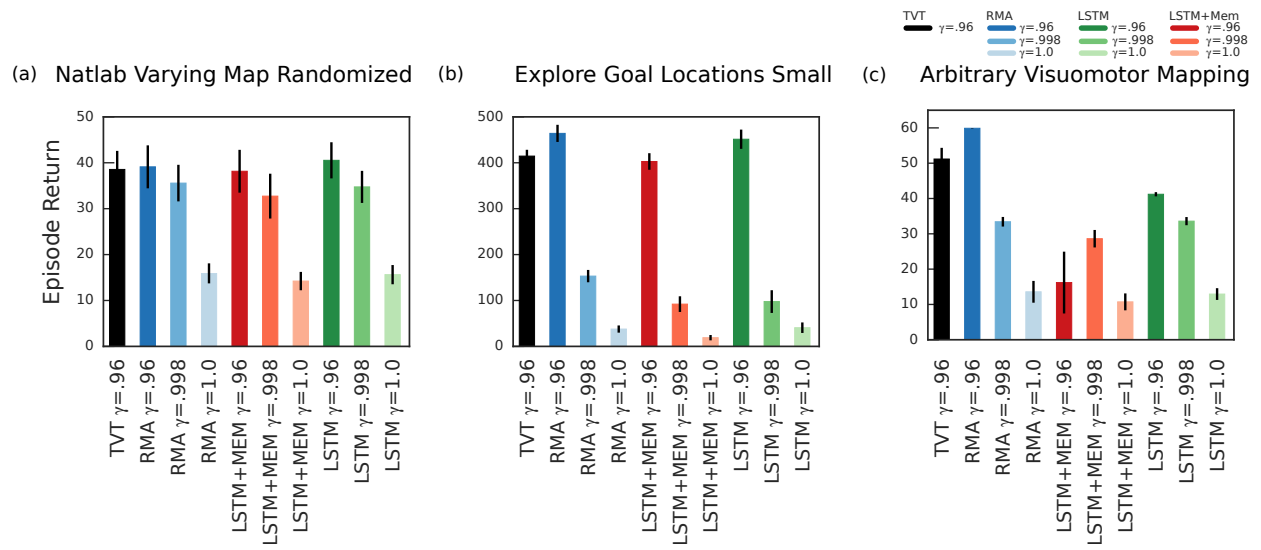 TVT RMA LSTM LSTM+Mem
γ=.96 γ=.96 γ=.96 γ=.96
γ=.998 γ=.998 γ=.998
γ=1.0 γ=1.0 γ=1.0
(a) Natlab Varying Map Randomized
(b) Explore Goal Locations Small
(c) Arbitrary Visuomotor Mapping
Episode Return
50
40
30
20
10
0
TVT γ=.96
RMA γ=.96
RMA γ=.998
RMA γ=1.0
LSTM+MEM γ=.96
LSTM+MEM γ=.998
LSTM+MEM γ=1.0
LSTM γ=.96
LSTM γ=.998
LSTM γ=1.0
500
400
300
200
100
0
TVT γ=.96
RMA γ=.96
RMA γ=.998
RMA γ=1.0
LSTM+MEM γ=.96
LSTM+MEM γ=.998
LSTM+MEM γ=1.0
LSTM γ=.96
LSTM γ=.998
LSTM γ=1.0
60
50
40
30
20
10
0
TVT γ=.96
RMA γ=.96
RMA γ=.998
RMA γ=1.0
LSTM+MEM γ=.96
LSTM+MEM γ=.998
LSTM+MEM γ=1.0
LSTM γ=.96
LSTM γ=.998
LSTM γ=1.0